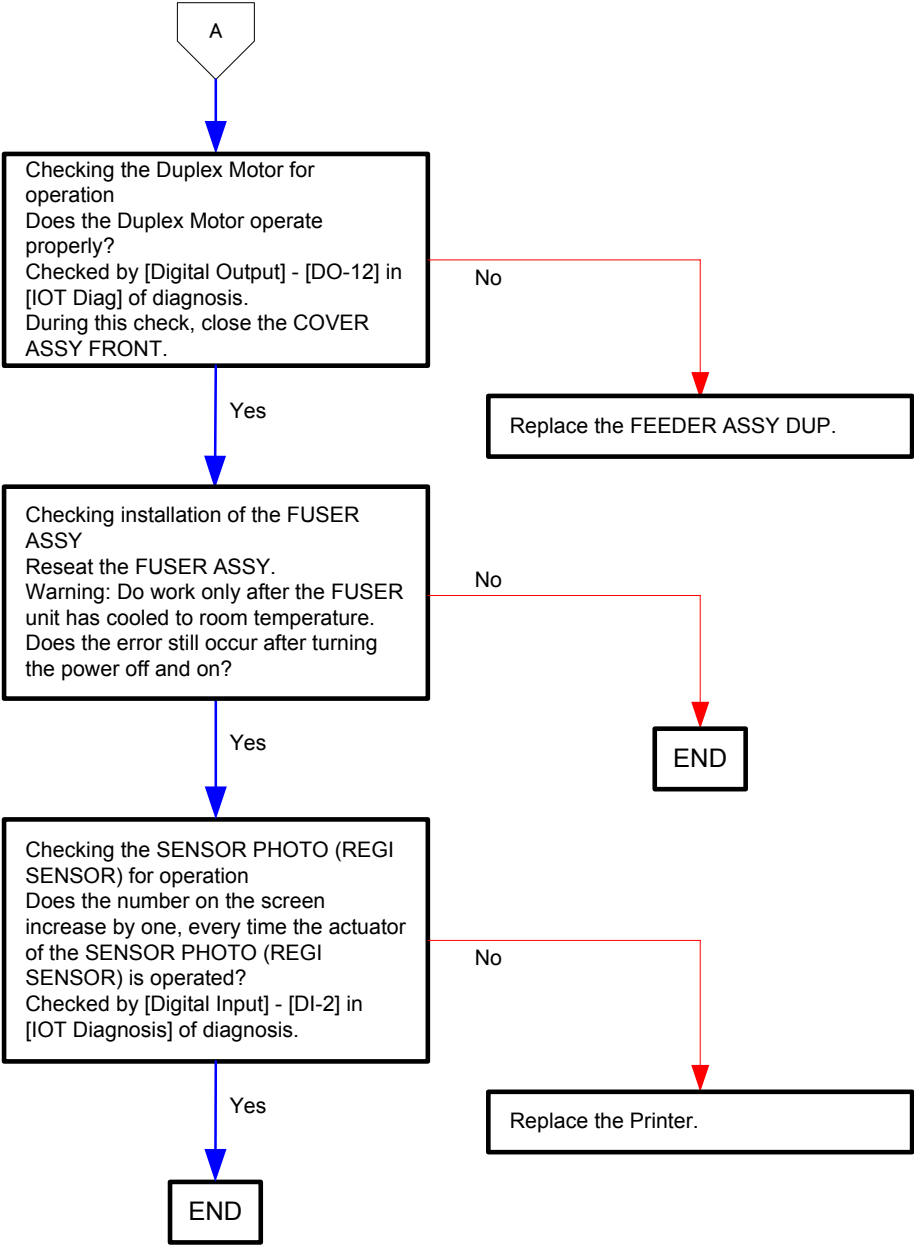 A
Checking the Duplex Motor for
operation
Does the Duplex Motor operate
properly?
Checked by [Digital Output] - [DO-12] in
[IOT Diag] of diagnosis.
During this check, close the COVER
ASSY FRONT.
No
Yes
Replace the FEEDER ASSY DUP.
Checking installation of the FUSER
ASSY
Reseat the FUSER ASSY.
Warning: Do work only after the FUSER
unit has cooled to room temperature.
Does the error still occur after turning
the power off and on?
No
Yes
END
Checking the SENSOR PHOTO (REGI
SENSOR) for operation
Does the number on the screen
increase by one, every time the actuator
of the SENSOR PHOTO (REGI
SENSOR) is operated?
Checked by [Digital Input] - [DI-2] in
[IOT Diagnosis] of diagnosis.
No
Yes
Replace the Printer.
END